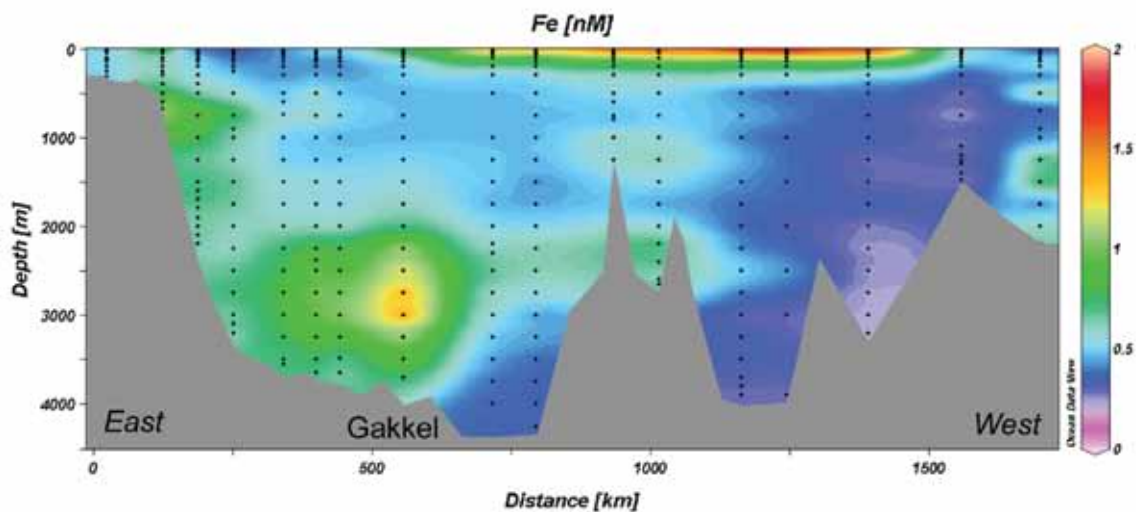 Fe [nM]
0
1000
2000
3000
4000
Depth [m]
East
Gakkel
West
0
500
1000
1500
Distance [km]
2
1.5
1
0.5
0
Ocean Data View